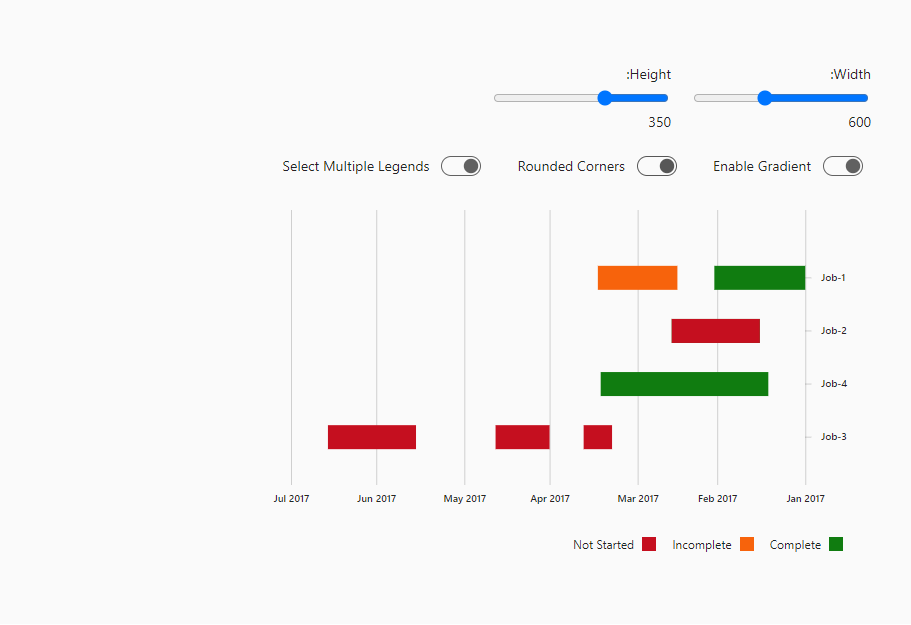 :Width
600
:Height
350
Enable Gradient
Rounded Corners
Select Multiple Legends
Job-1
Job-2
Job-4
Job-3
Jan 2017
Feb 2017
Mar 2017
Apr 2017
May 2017
Jun 2017
Jul 2017
Complete
Incomplete
Not Started